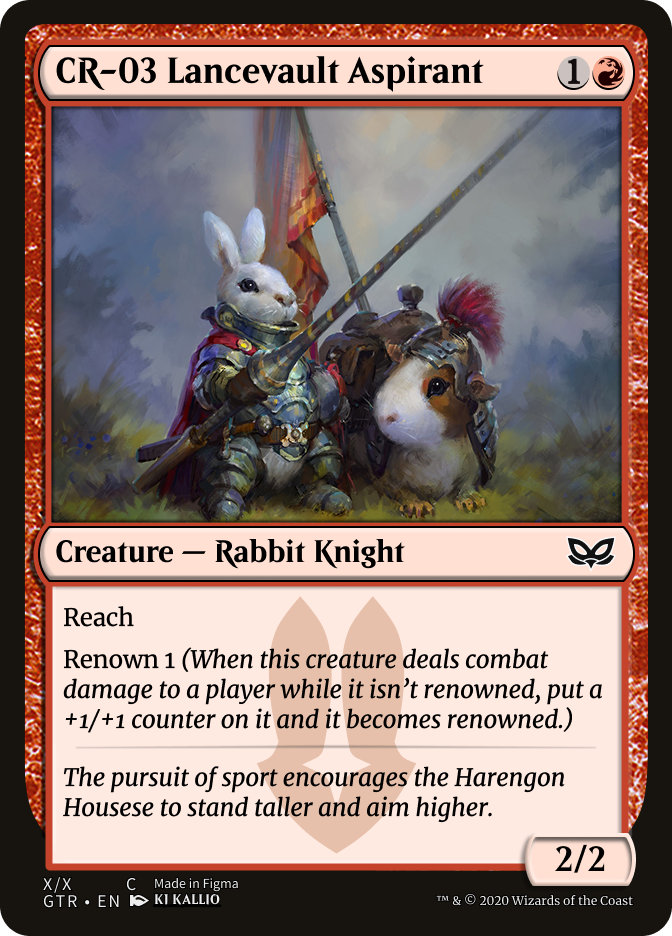 CR-03 Lancevault Aspirant 1
Creature — Rabbit Knight
Reach
Renown 1 (When this creature deals combat
damage to a player while it isn't renowned, put a
+1/+1 counter on it and it becomes renowned.)
The pursuit of sport encourages the Harengon
Housese to stand taller and aim higher.
2/2
X/X C Made in Figma
GTR • EN KI KALLIO
™ & © 2020 Wizards of the Coast